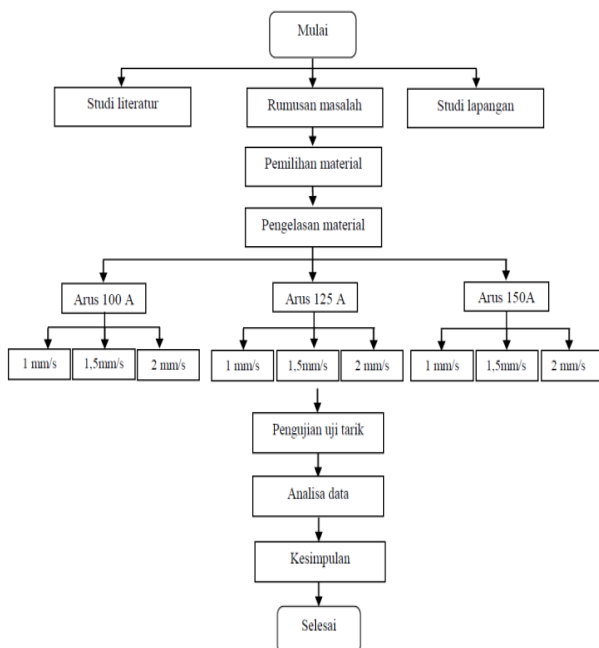 Mulai
Studi literatur
Rumusan masalah
Studi lapangan
Pemilihan material
Pengelasan material
Arus 100 A
Arus 125 A
Arus 150A
1 mm/s
1,5mm/s
2 mm/s
1 mm/s
1,5mm/s
2 mm/s
1 mm/s
1,5mm/s
2 mm/s
Pengujian uji tarik
Analisa data
Kesimpulan
Selesai